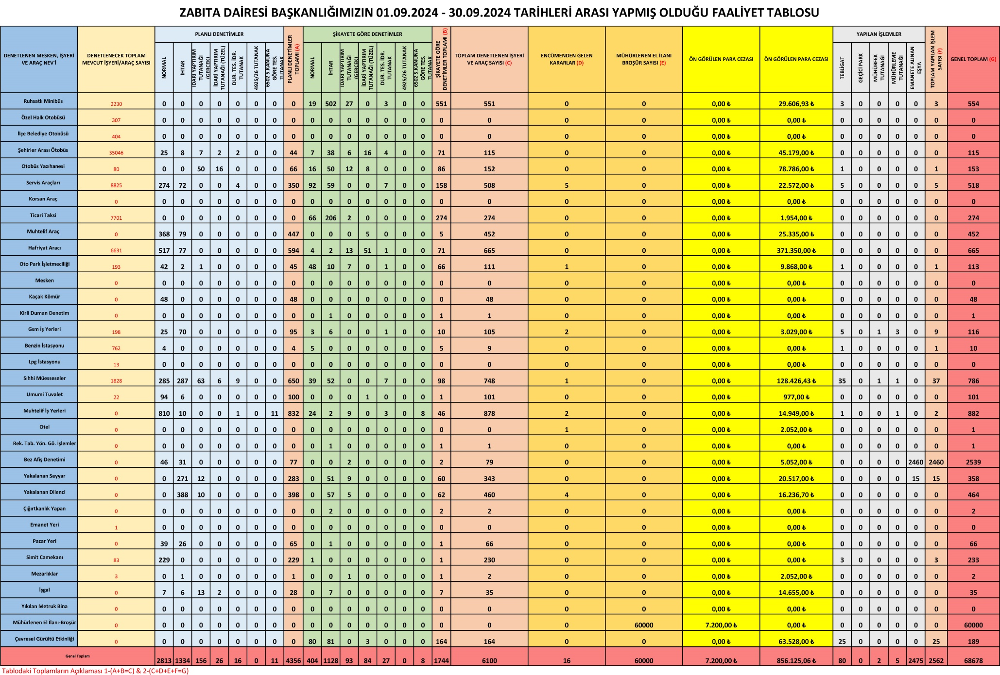 ZABITA DAİRESİ BAŞKANLIĞIMIZIN 01.09.2024 - 30.09.2024 TARİHLERİ ARASI YAPMIŞ OLDUĞU FAALİYET TABLOSU
DENETLENEN MESKEN, İŞYERİ VE ARAÇ NEV'İ
DENETLENECEK TOPLAM MEVCUT İŞYERİ/ARAÇ SAYISI
PLANLI DENETİMLER
NORMAL
İHTAR
İDARİ YAPTIRIM TUTANAĞI (GERÇEK)
İDARİ YAPTIRIM TUTANAĞI (TÜZEL)
DUR. TES. İDR. TUTANAK
4925/26 TUTANAK
6502 S.KANUNA GÖRE TES. TUTANAK
PLANLI DENETİMLER TOPLAMI (A)
ŞİKAYETE GÖRE DENETİMLER
NORMAL
İHTAR
İDARİ YAPTIRIM TUTANAĞI (GERÇEK)
İDARİ YAPTIRIM TUTANAĞI (TÜZEL)
DUR. TES. İDR. TUTANAK
4925/26 TUTANAK
6502 S.KANUNA GÖRE TES. TUTANAK
ŞİKAYETE GÖRE DENETİMLER TOPLAMI (B)
TOPLAM DENETLENEN İŞYERİ VE ARAÇ SAYISI (C)
ENCÜMENDEN GELEN KARARLAR (D)
MÜHÜRLENEN EL İLANI BROŞÜR SAYISI (E)
ÖN GÖRÜLEN PARA CEZASI
ÖN GÖRÜLEN PARA CEZASI
YAPILAN İŞLEMLER
TEBLİGAT
GEÇİCİ PARK
MÜHÜRFEK TUTANAĞI
MÜHÜRLEME TUTANAĞI
EMANETE ALINAN EŞYA
TOPLAM YAPILAN İŞLEM SAYISI (F)
GENEL TOPLAM (G)
Ruhsatlı Minibüs 2230 0 0 0 0 0 0 0 0 19 502 27 0 3 0 0 551 551 0 0 0,00 ₺ 29.606,93 ₺ 3 0 0 0 0 3 554
Özel Halk Otobüsü 307 0 0 0 0 0 0 0 0 0 0 0 0 0 0 0 0 0 0 0 0,00 ₺ 0,00 ₺ 0 0 0 0 0 0 0
İlçe Belediye Otobüsü 404 0 0 0 0 0 0 0 0 0 0 0 0 0 0 0 0 0 0 0 0,00 ₺ 0,00 ₺ 0 0 0 0 0 0 0
Şehirler Arası Ötobüs 35046 25 8 7 2 2 0 0 44 7 38 6 16 4 0 0 71 115 0 0 0,00 ₺ 45.179,00 ₺ 0 0 0 0 0 0 115
Otobüs Yazıhanesi 80 0 0 50 16 0 0 0 66 16 50 12 8 0 0 0 86 152 0 0 0,00 ₺ 78.786,00 ₺ 1 0 0 0 0 1 153
Servis Araçları 8825 274 72 0 0 4 0 0 350 92 59 0 0 7 0 0 158 508 5 0 0,00 ₺ 22.572,00 ₺ 5 0 0 0 0 5 518
Korsan Araç 0 0 0 0 0 0 0 0 0 0 0 0 0 0 0 0 0 0 0 0 0,00 ₺ 0,00 ₺ 0 0 0 0 0 0 0
Ticari Taksi 7701 0 0 0 0 0 0 0 0 66 206 2 0 0 0 0 274 274 0 0 0,00 ₺ 1.954,00 ₺ 0 0 0 0 0 0 274
Muhtelif Araç 0 368 79 0 0 0 0 0 447 0 0 0 5 0 0 0 5 452 0 0 0,00 ₺ 25.335,00 ₺ 0 0 0 0 0 0 452
Hafriyat Aracı 6631 517 77 0 0 0 0 0 594 4 2 13 51 1 0 0 71 665 0 0 0,00 ₺ 371.350,00 ₺ 0 0 0 0 0 0 665
Oto Park İşletmeciliği 193 42 2 1 0 0 0 0 45 48 10 7 0 1 0 0 66 111 1 0 0,00 ₺ 9.868,00 ₺ 1 0 0 0 0 1 113
Mesken 0 0 0 0 0 0 0 0 0 0 0 0 0 0 0 0 0 0 0 0 0,00 ₺ 0,00 ₺ 0 0 0 0 0 0 0
Kaçak Kömür 0 48 0 0 0 0 0 0 48 0 0 0 0 0 0 0 0 48 0 0 0,00 ₺ 0,00 ₺ 0 0 0 0 0 0 48
Kirli Duman Denetim 0 0 0 0 0 0 0 0 0 0 1 0 0 0 0 0 1 1 0 0 0,00 ₺ 0,00 ₺ 0 0 0 0 0 0 1
Gsm İş Yerleri 198 25 70 0 0 0 0 0 95 3 6 0 0 1 0 0 10 105 2 0 0,00 ₺ 3.029,00 ₺ 5 0 1 3 0 9 116
Benzin İstasyonu 762 4 0 0 0 0 0 0 4 5 0 0 0 0 0 0 5 9 0 0 0,00 ₺ 0,00 ₺ 1 0 0 0 0 1 10
Lpg İstasyonu 13 0 0 0 0 0 0 0 0 0 0 0 0 0 0 0 0 0 0 0 0,00 ₺ 0,00 ₺ 0 0 0 0 0 0 0
Sıhhi Müesseseler 1828 285 287 63 6 9 0 0 650 39 52 0 0 7 0 0 98 748 1 0 0,00 ₺ 128.426,43 ₺ 35 0 1 1 0 37 786
Umumi Tuvalet 22 94 6 0 0 0 0 0 100 0 0 0 1 0 0 0 1 101 0 0 0,00 ₺ 977,00 ₺ 0 0 0 0 0 0 101
Muhtelif İş Yerleri 0 810 10 0 0 1 0 11 832 24 2 9 0 3 0 8 46 878 2 0 0,00 ₺ 14.949,00 ₺ 1 0 0 1 0 2 882
Otel 0 0 0 0 0 0 0 0 0 0 0 0 0 0 0 0 0 0 1 0 0,00 ₺ 2.052,00 ₺ 0 0 0 0 0 0 1
Rek. Tab. Yön. Gö. İşlemler 0 0 0 0 0 0 0 0 0 0 1 0 0 0 0 0 1 1 0 0 0,00 ₺ 0,00 ₺ 0 0 0 0 0 0 1
Bez Afiş Denetimi 0 46 31 0 0 0 0 0 77 0 0 2 0 0 0 0 2 79 0 0 0,00 ₺ 5.052,00 ₺ 0 0 0 0 2460 2460 2539
Yakalanan Seyyar 0 0 271 12 0 0 0 0 283 0 51 9 0 0 0 0 60 343 0 0 0,00 ₺ 20.517,00 ₺ 0 0 0 0 15 15 358
Yakalanan Dilenci 0 0 388 10 0 0 0 0 398 0 57 5 0 0 0 0 62 460 4 0 0,00 ₺ 16.236,70 ₺ 0 0 0 0 0 0 464
Çığırtkanlık Yapan 0 0 0 0 0 0 0 0 0 0 2 0 0 0 0 0 2 2 0 0 0,00 ₺ 0,00 ₺ 0 0 0 0 0 0 2
Emanet Yeri 1 0 0 0 0 0 0 0 0 0 0 0 0 0 0 0 0 0 0 0 0,00 ₺ 0,00 ₺ 0 0 0 0 0 0 0
Pazar Yeri 0 39 26 0 0 0 0 0 65 0 1 0 0 0 0 0 1 66 0 0 0,00 ₺ 0,00 ₺ 0 0 0 0 0 0 66
Simit Camekanı 83 229 0 0 0 0 0 0 229 1 0 0 0 0 0 0 1 230 0 0 0,00 ₺ 0,00 ₺ 3 0 0 0 0 3 233
Mezarlıklar 3 0 1 0 0 0 0 0 1 0 0 1 0 0 0 0 1 2 0 0 0,00 ₺ 2.052,00 ₺ 0 0 0 0 0 0 2
İşgal 0 7 6 13 2 0 0 0 28 0 7 0 0 0 0 0 7 35 0 0 0,00 ₺ 14.655,00 ₺ 0 0 0 0 0 0 35
Yıkılan Metruk Bina 0 0 0 0 0 0 0 0 0 0 0 0 0 0 0 0 0 0 0 0 0,00 ₺ 0,00 ₺ 0 0 0 0 0 0 0
Mühürlenen El İlanı-Broşür 0 0 0 0 0 0 0 0 0 0 0 0 0 0 0 0 0 0 0 60000 7.200,00 ₺ 0,00 ₺ 0 0 0 0 0 0 60000
Çevresel Gürültü Etkinliği 0 0 0 0 0 0 0 0 0 80 81 0 3 0 0 0 164 164 0 0 0,00 ₺ 63.528,00 ₺ 25 0 0 0 0 25 189
Genel Toplam 2813 1334 156 26 16 0 11 4356 404 1128 93 84 27 0 8 1744 6100 16 60000 7.200,00 ₺ 856.125,06 ₺ 80 0 2 5 2475 2562 68678
Tablodaki Toplamların Açıklaması 1-(A+B=C) & 2-(C+D+E+F=G)